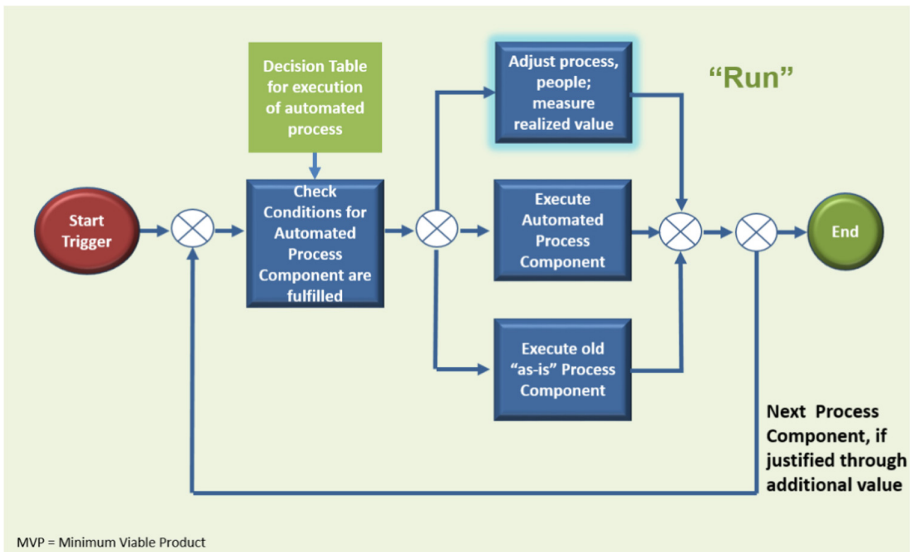 Decision Table
for execution
of automated
process
Adjust process,
people;
measure
realized value
“Run”
Start
Trigger
Check
Conditions for
Automated
Process
Component are
fulfilled
Execute
Automated
Process
Component
End
Execute old
“as-is” Process
Component
Next Process
Component, if
justified through
additional value
MVP = Minimum Viable Product